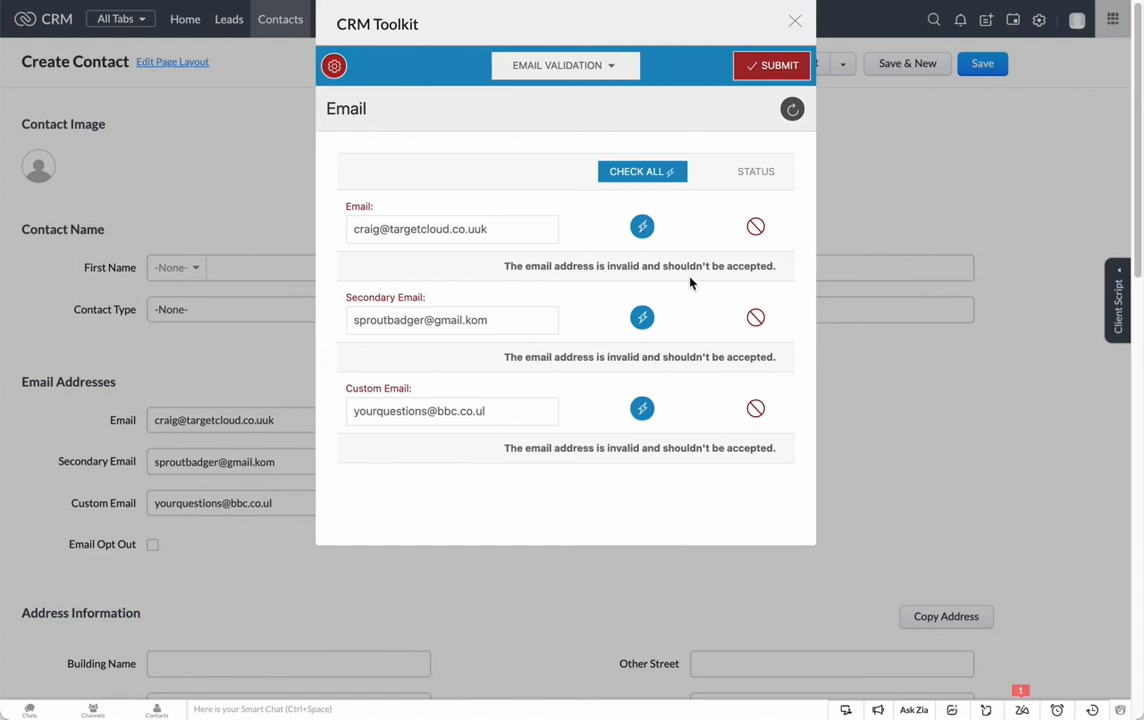 CRM All Tabs Home Leads Contacts
CRM Toolkit
Create Contact Edit Page Layout
EMAIL VALIDATION
SUBMIT
Save & New
Save
Email
Contact Image
CHECK ALL STATUS
Email:
craig@targetcloud.co.uuk
Contact Name
The email address is invalid and shouldn't be accepted.
First Name -None-
Secondary Email:
Contact Type -None-
sproutbadger@gmail.kom
The email address is invalid and shouldn't be accepted.
Client Script
Email Addresses
Custom Email:
yourquestions@bbc.co.ul
Email craig@targetcloud.co.uuk
The email address is invalid and shouldn't be accepted.
Secondary Email sproutbadger@gmail.kom
Custom Email yourquestions@bbc.co.ul
Email Opt Out
Address Information
Copy Address
Building Name
Other Street
1
Chats Channels Contacts Here is your Smart Chat (Ctrl+Space) Ask Zia